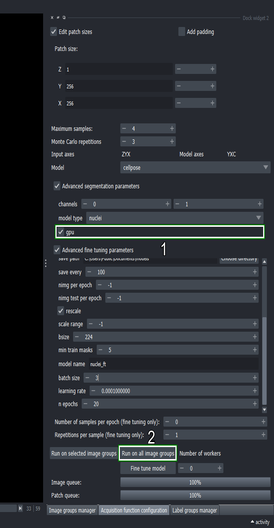 Dock widget 1
Edit patch sizes Add padding
Patch size:
Z 1
Y 256
X 256
Maximum samples: 4
Monte Carlo repetitions 3
Input axes ZYX Model axes YXC
Model cellpose
Advanced segmentation parameters
channels 0 1
model type nuclei
gpu
Advanced fine tuning parameters
1
save path Choose directory
save every 100
nimg per epoch -1
nimg test per epoch -1
rescale
scale range -1
bsize 224
min train masks 5
model name nuclei_ft
batch size
learning rate 0.0001000000
n epochs 20
Number of samples per epoch (fine tuning only): 0
Repetitions per sample (fine tuning only): 1
2
Run on selected image groups Run on all image groups Number of workers
Fine tune model 0
Image queue: 100%
Patch queue: 100%
Image groups manager Acquisition function configuration Label groups manager
activity